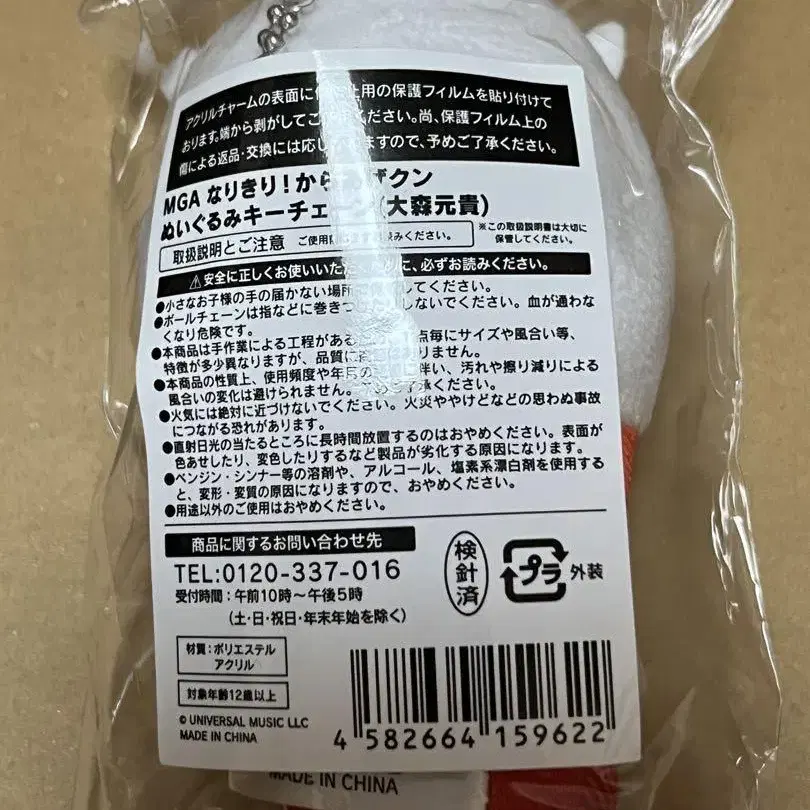 アクリルチャームの表面に 用の保護フィルムを貼り付けて
おります。端から剥がしてご ください。尚、保護フィルム上の
傷による返品・交換には応じ ますので、予めご了承ください。
MGA なりきり!から クン
ぬいぐるみキーチェーン(大森元貴)
取扱説明とご注意 ご使用前に 読みください。
※この取扱説明書は大切に
保管してください。
⚠安全に正しくお使いいただくために、必ずお読みください。
●小さなお子様の手の届かない場所 してください。
●ボールチェーンは指などに巻きつ しないでください。血が通わな
くなり危険です。
●本商品は手作業による工程がある 点毎にサイズや風合い等、
特徴が多少異なりますが、品質に はありません。
●本商品の性質上、使用頻度や年月の 伴い、汚れや擦り減りによる
風合いの変化は避けられません。 ご了承ください。
●火気には絶対に近づけないでください。火災ややけどなどの思わぬ事故
につながる恐れがあります。
●直射日光の当たるところに長時間放置するのはおやめください。表面が
色あせしたり、変色したりするなど製品が劣化する原因になります。
●ベンジン・シンナー等の溶剤や、アルコール、塩素系漂白剤を使用する
と、変形・変質の原因になりますので、おやめください。
●用途以外のご使用はおやめください。
商品に関するお問い合わせ先
TEL:0120-337-016
受付時間:午前10時〜午後5時
(土・日・祝日・年末年始を除く)
検針済
プラ 外装
材質:ポリエステル
アクリル
対象年齢12歳以上
© UNIVERSAL MUSIC LLC
MADE IN CHINA
4 582664 159622
MADE IN CHINA